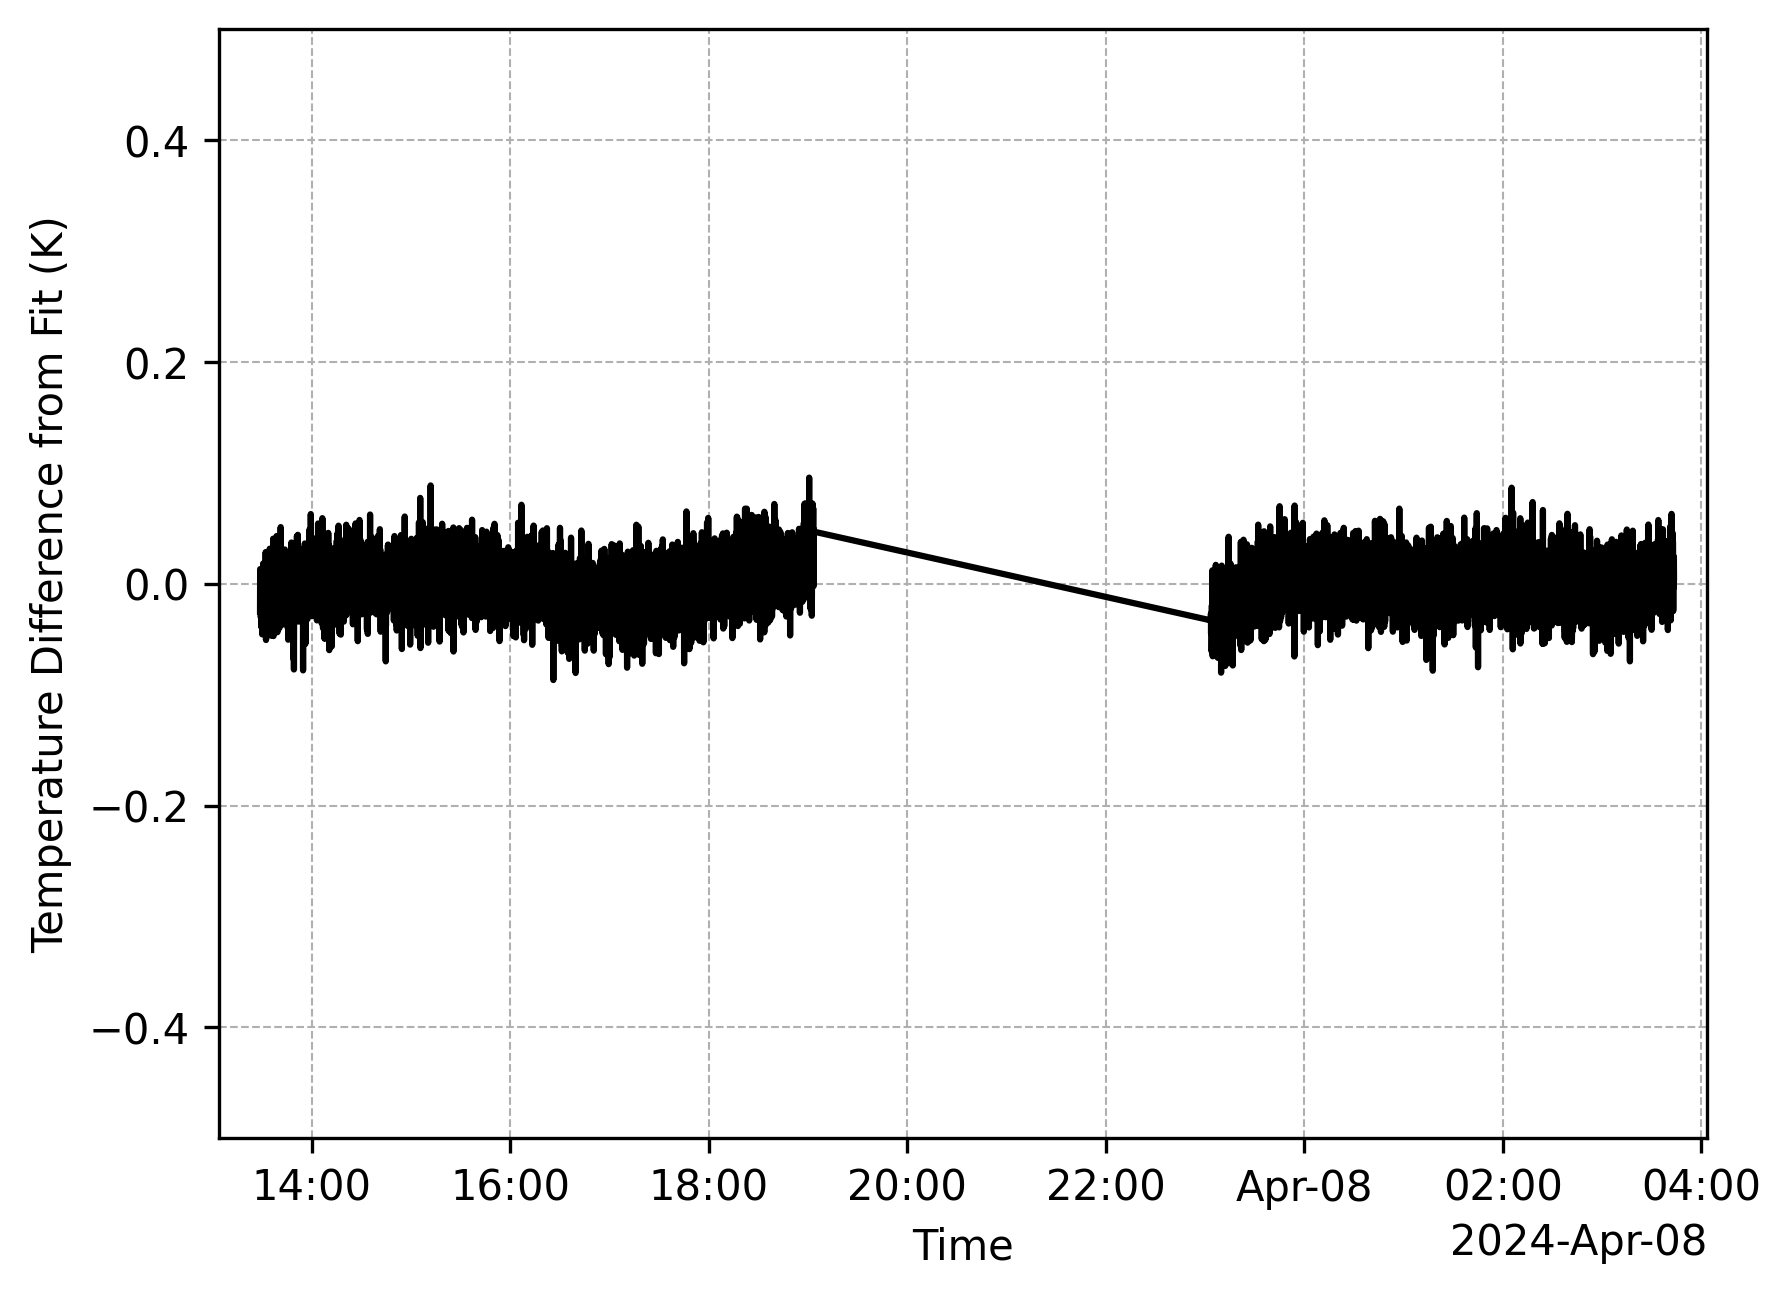 Temperature Difference from Fit (K)
0.4
0.2
0.0
−0.2
−0.4
14:00 16:00 18:00 20:00 22:00 Apr-08 02:00 04:00
2024-Apr-08
Time